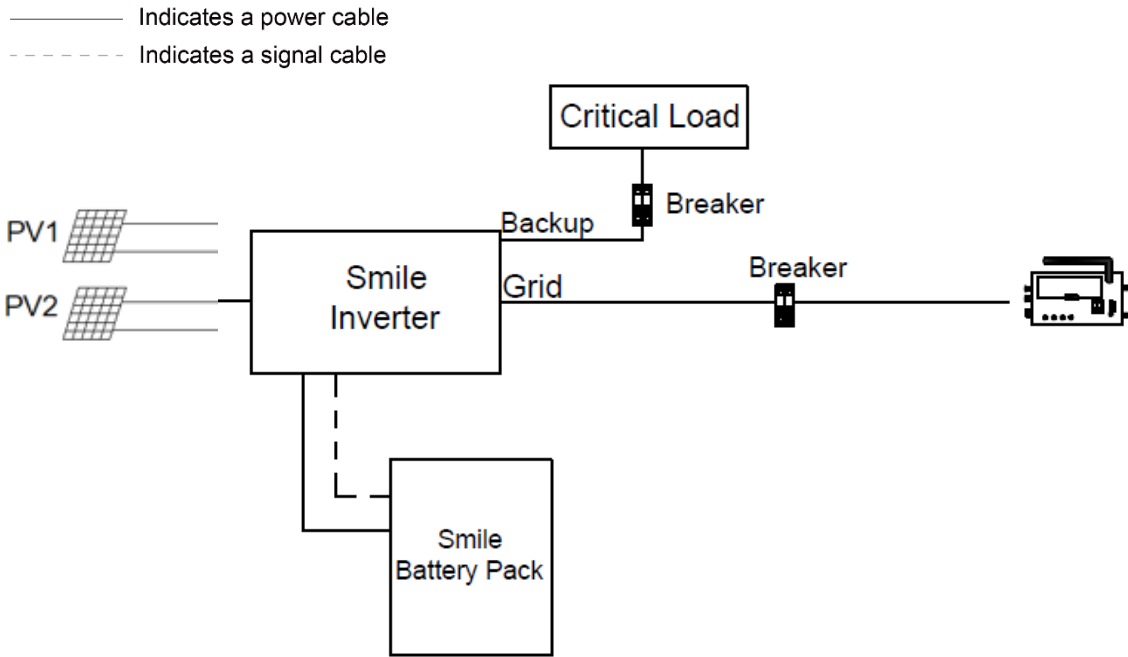 Indicates a power cable
Indicates a signal cable
Critical Load
Breaker
PV1
Backup
Smile
Inverter
Grid
Breaker
PV2
Smile
Battery Pack